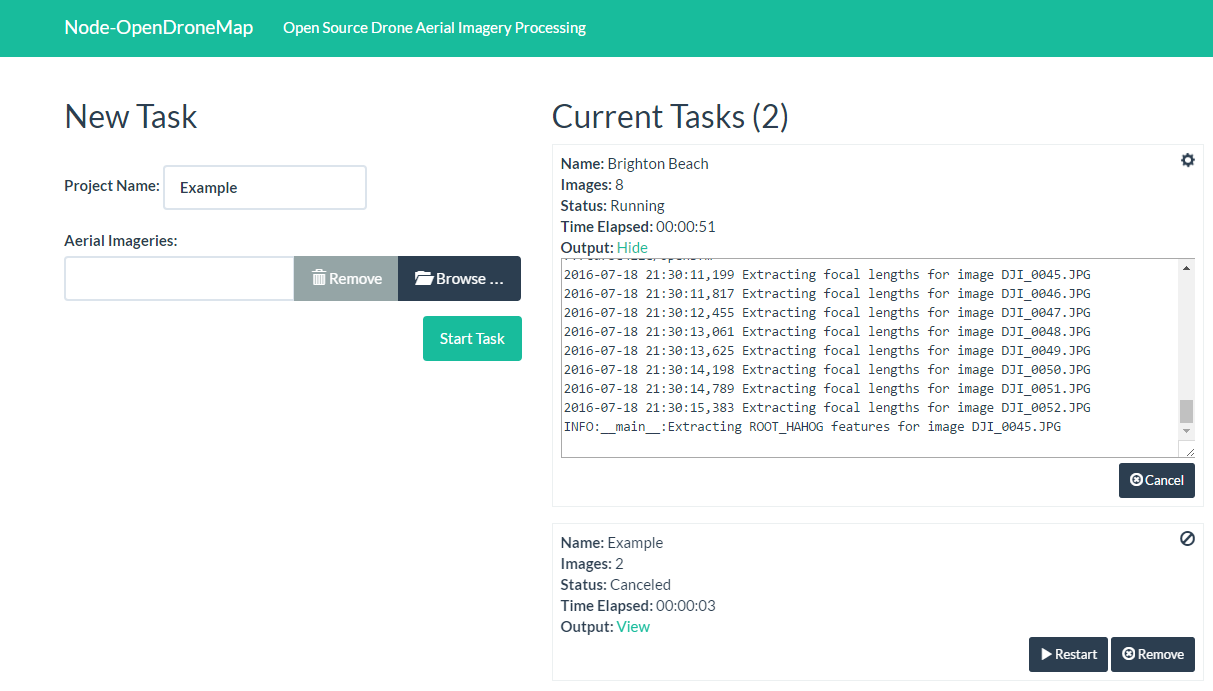 Node-OpenDroneMap Open Source Drone Aerial Imagery Processing
New Task
Project Name: Example
Aerial Imageries:
Remove Browse ...
Start Task
Current Tasks (2)
Name: Brighton Beach
Images: 8
Status: Running
Time Elapsed: 00:00:51
Output: Hide
2016-07-18 21:30:11,199 Extracting focal lengths for image DJI_0045.JPG
2016-07-18 21:30:11,817 Extracting focal lengths for image DJI_0046.JPG
2016-07-18 21:30:12,455 Extracting focal lengths for image DJI_0047.JPG
2016-07-18 21:30:13,061 Extracting focal lengths for image DJI_0048.JPG
2016-07-18 21:30:13,625 Extracting focal lengths for image DJI_0049.JPG
2016-07-18 21:30:14,198 Extracting focal lengths for image DJI_0050.JPG
2016-07-18 21:30:14,789 Extracting focal lengths for image DJI_0051.JPG
2016-07-18 21:30:15,383 Extracting focal lengths for image DJI_0052.JPG
INFO:__main__:Extracting ROOT_HAHOG features for image DJI_0045.JPG
Cancel
Name: Example
Images: 2
Status: Canceled
Time Elapsed: 00:00:03
Output: View
Restart Remove